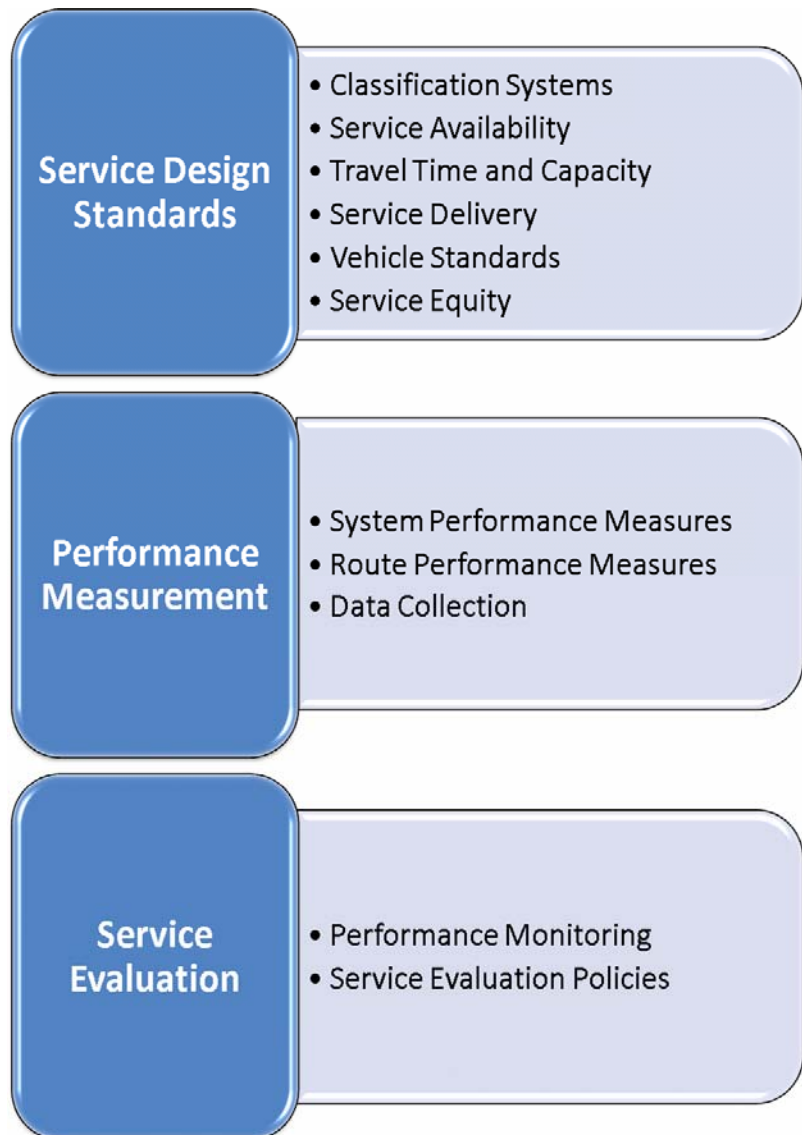 Service Design
Standards
• Classification Systems
• Service Availability
• Travel Time and Capacity
• Service Delivery
• Vehicle Standards
• Service Equity
Performance
Measurement
• System Performance Measures
• Route Performance Measures
• Data Collection
Service
Evaluation
• Performance Monitoring
• Service Evaluation Policies